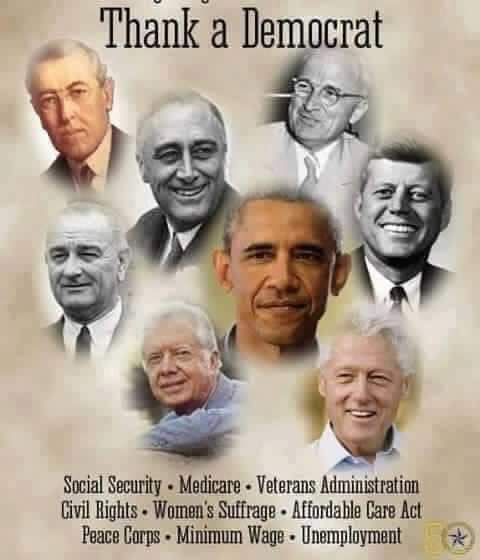 Thank a Democrat
Social Security • Medicare • Veterans Administration
Civil Rights • Women's Suffrage • Affordable Care Act
Peace Corps • Minimum Wage • Unemployment